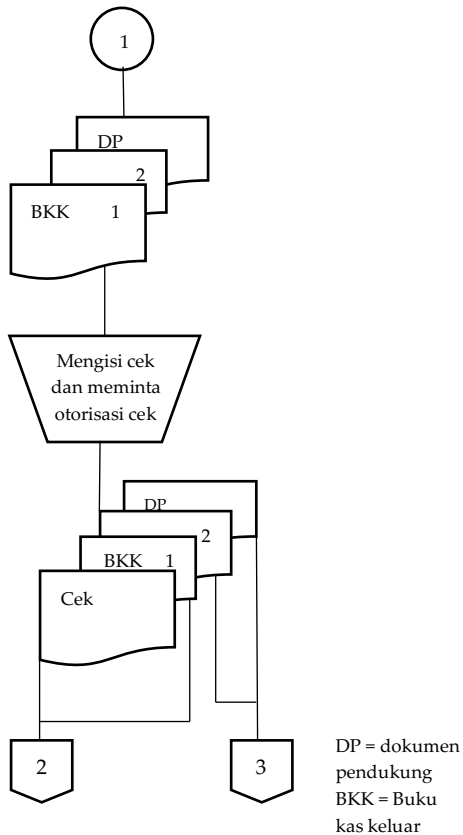 1
DP
2
BKK 1
Mengisi cek
dan meminta
otorisasi cek
DP
2
BKK 1
Cek
2
3
DP = dokumen
pendukung
BKK = Buku
kas keluar